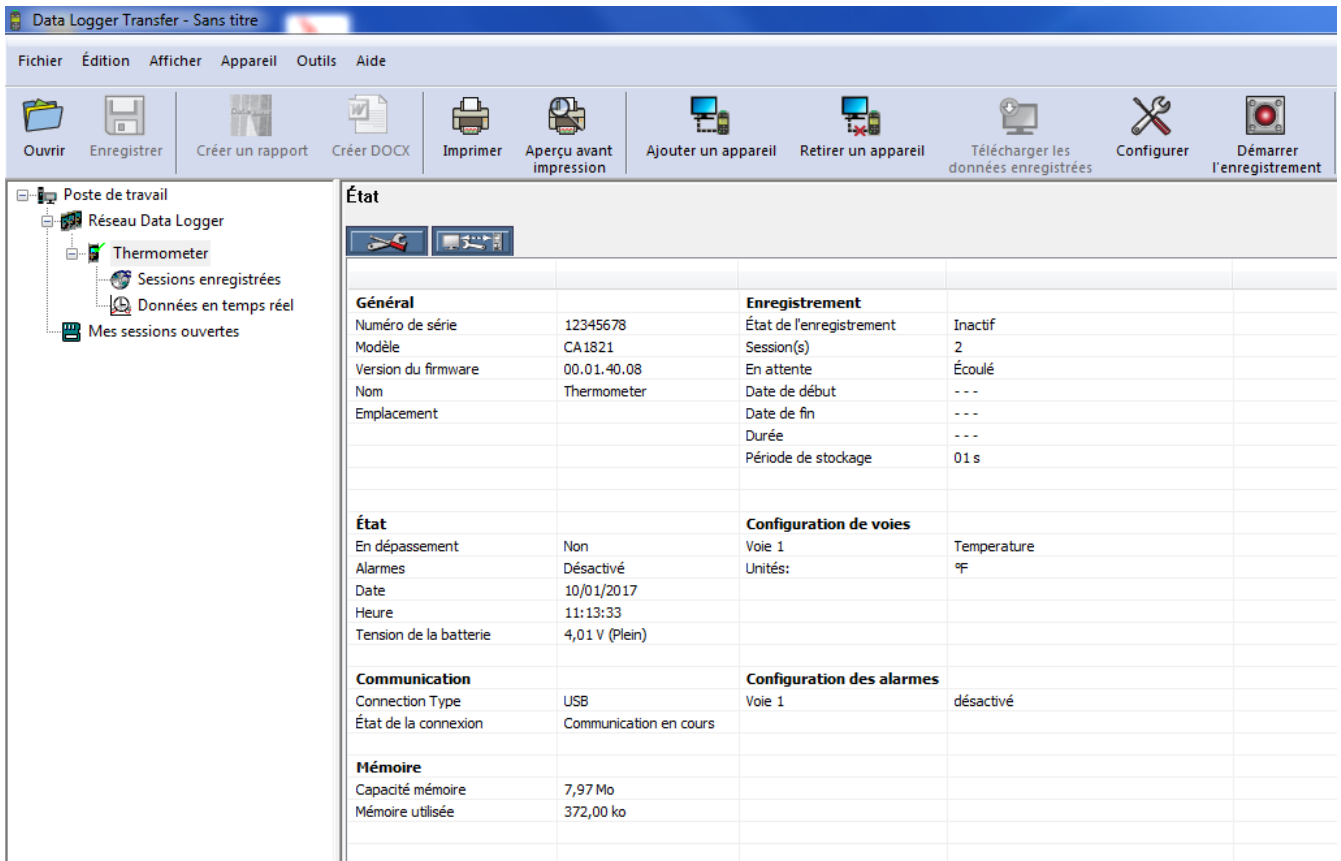 Data Logger Transfer - Sans titre
Fichier Édition Afficher Appareil Outils Aide
Ouvrir Enregistrer Créer un rapport Créer DOCX Imprimer Aperçu avant impression Ajouter un appareil Retirer un appareil Télécharger les données enregistrées Configurer Démarrer l'enregistrement
Poste de travail
Réseau Data Logger
Thermometer
Sessions enregistrées
Données en temps réel
Mes sessions ouvertes
État
Général Enregistrement
Numéro de série 12345678 État de l'enregistrement Inactif
Modèle CA1821 Session(s) 2
Version du firmware 00.01.40.08 En attente Écoulé
Nom Thermometer Date de début - - -
Emplacement Date de fin - - -
Durée - - -
Période de stockage 01 s
État Configuration de voies
En dépassement Non Voie 1 Temperature
Alarmes Désactivé Unités: °F
Date 10/01/2017
Heure 11:13:33
Tension de la batterie 4,01 V (Plein)
Communication Configuration des alarmes
Connection Type USB Voie 1 désactivé
État de la connexion Communication en cours
Mémoire
Capacité mémoire 7,97 Mo
Mémoire utilisée 372,00 ko